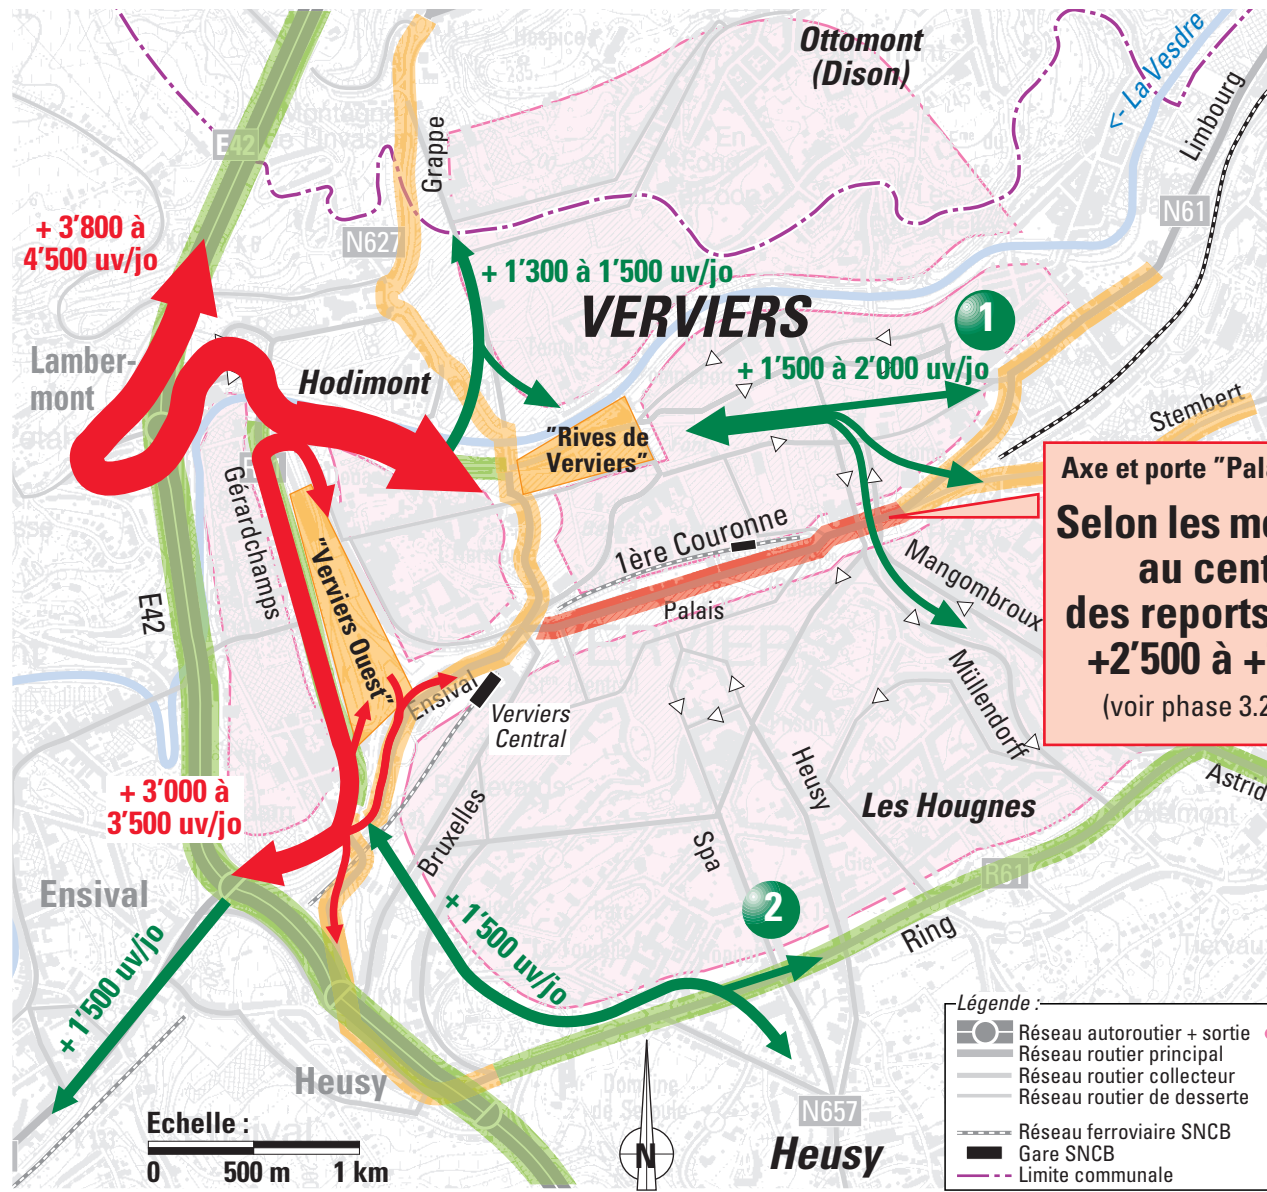 Ottomont
(Dison)
<- La Vesdre
Limbourg
E42
Grappe
N627
N61
+ 3’800 à
4’500 uv/jo
+ 1’300 à 1’500 uv/jo
VERVIERS
1
+ 1’500 à 2’000 uv/jo
Lamber-
mont
Hodimont
Stembert
"Rives de
Verviers"
Gérardchamps
Axe et porte "Pala
Selon les me
au cent
des reports
+2’500 à +
(voir phase 3.2
1ère Couronne
Mangombroux
"Verviers Ouest"
E42
Palais
Müllendorff
Ensival
Verviers
Central
Heusy
Astrid
+ 3’000 à
3’500 uv/jo
Bruxelles
Spa
Les Hougnes
R61
Ensival
2
Ring
+ 1’500 uv/jo
+ 1’500 uv/jo
Heusy
N657
Heusy
Echelle :
0 500 m 1 km
N
Légende :
Réseau autoroutier + sortie
Réseau routier principal
Réseau routier collecteur
Réseau routier de desserte
Réseau ferroviaire SNCB
Gare SNCB
Limite communale